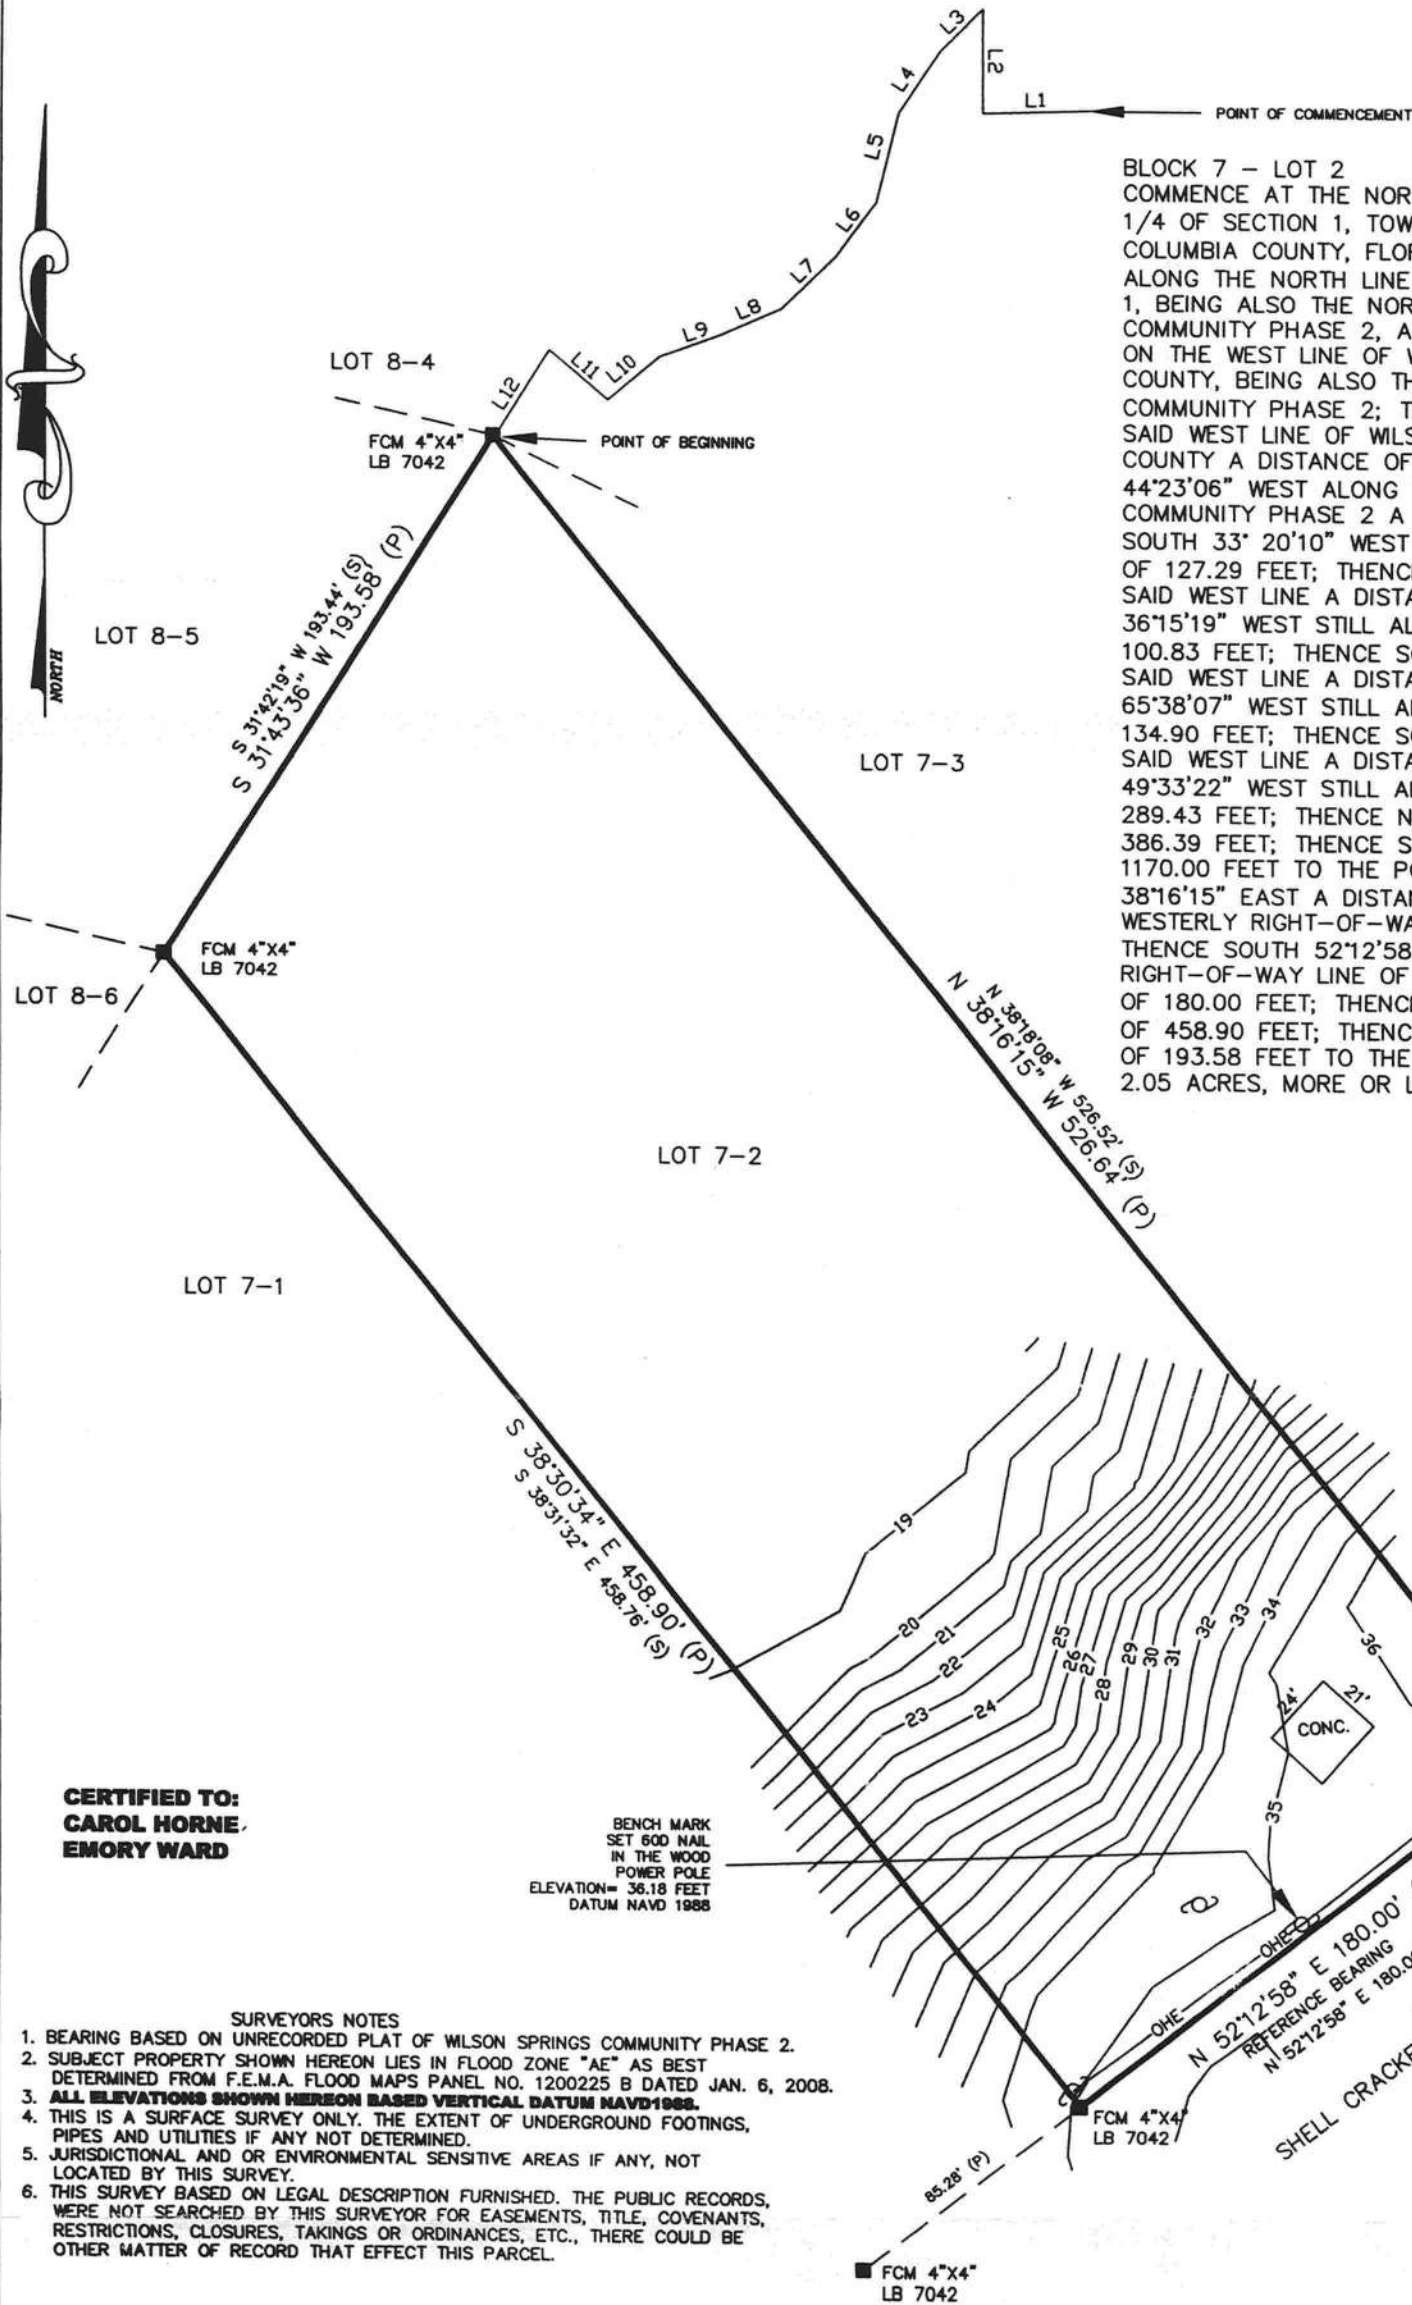 L3
L2
L4
L1
POINT OF COMMENCEMENT
L5
L6
L7
L8
L9
L10
L11
L12
BLOCK 7 – LOT 2
COMMENCE AT THE NOR
1/4 OF SECTION 1, TOW
COLUMBIA COUNTY, FLOR
ALONG THE NORTH LINE
1, BEING ALSO THE NOR
COMMUNITY PHASE 2, A
ON THE WEST LINE OF W
COUNTY, BEING ALSO TH
COMMUNITY PHASE 2; T
SAID WEST LINE OF WILS
COUNTY A DISTANCE OF
44°23'06" WEST ALONG
COMMUNITY PHASE 2 A
SOUTH 33° 20'10" WEST
OF 127.29 FEET; THENC
SAID WEST LINE A DISTA
36°15'19" WEST STILL AL
100.83 FEET; THENCE SO
SAID WEST LINE A DISTA
65°38'07" WEST STILL AL
134.90 FEET; THENCE SO
SAID WEST LINE A DISTA
49°33'22" WEST STILL AL
289.43 FEET; THENCE N
386.39 FEET; THENCE S
1170.00 FEET TO THE PO
38°16'15" EAST A DISTAN
WESTERLY RIGHT–OF–WA
THENCE SOUTH 52°12'58
RIGHT–OF–WAY LINE OF
OF 180.00 FEET; THENC
OF 458.90 FEET; THENC
OF 193.58 FEET TO THE
2.05 ACRES, MORE OR L
LOT 8–4
FCM 4"X4"
LB 7042
POINT OF BEGINNING
NORTH
LOT 8–5
S 31°42'19" W 193.44' (S)
S 31°43'36" W 193.58' (P)
LOT 7–3
FCM 4"X4"
LB 7042
LOT 8–6
N 38°18'08" W 526.52' (S)
N 38°16'15" W 526.64' (P)
LOT 7–2
LOT 7–1
S 38°30'34" E 458.90' (P)
S 38°31'32" E 458.76' (S)
19
20
21
22
23
24
25
26
27
28
29
30
31
32
33
34
35
36
24'
21'
CONC.
CERTIFIED TO:
CAROL HORNE
EMORY WARD
BENCH MARK
SET 60D NAIL
IN THE WOOD
POWER POLE
ELEVATION= 36.18 FEET
DATUM NAVD 1988
OHE
OHE
N 52°12'58" E 180.00'
REFERENCE BEARING
N 52°12'58" E 180.0
SHELL CRACKE
FCM 4"X4"
LB 7042
85.28' (P)
FCM 4"X4"
LB 7042
SURVEYORS NOTES
1. BEARING BASED ON UNRECORDED PLAT OF WILSON SPRINGS COMMUNITY PHASE 2.
2. SUBJECT PROPERTY SHOWN HEREON LIES IN FLOOD ZONE "AE" AS BEST
DETERMINED FROM F.E.M.A. FLOOD MAPS PANEL NO. 1200225 B DATED JAN. 6, 2008.
3. ALL ELEVATIONS SHOWN HEREON BASED VERTICAL DATUM NAVD1988.
4. THIS IS A SURFACE SURVEY ONLY. THE EXTENT OF UNDERGROUND FOOTINGS,
PIPES AND UTILITIES IF ANY NOT DETERMINED.
5. JURISDICTIONAL AND OR ENVIRONMENTAL SENSITIVE AREAS IF ANY, NOT
LOCATED BY THIS SURVEY.
6. THIS SURVEY BASED ON LEGAL DESCRIPTION FURNISHED. THE PUBLIC RECORDS,
WERE NOT SEARCHED BY THIS SURVEYOR FOR EASEMENTS, TITLE, COVENANTS,
RESTRICTIONS, CLOSURES, TAKINGS OR ORDINANCES, ETC., THERE COULD BE
OTHER MATTER OF RECORD THAT EFFECT THIS PARCEL.